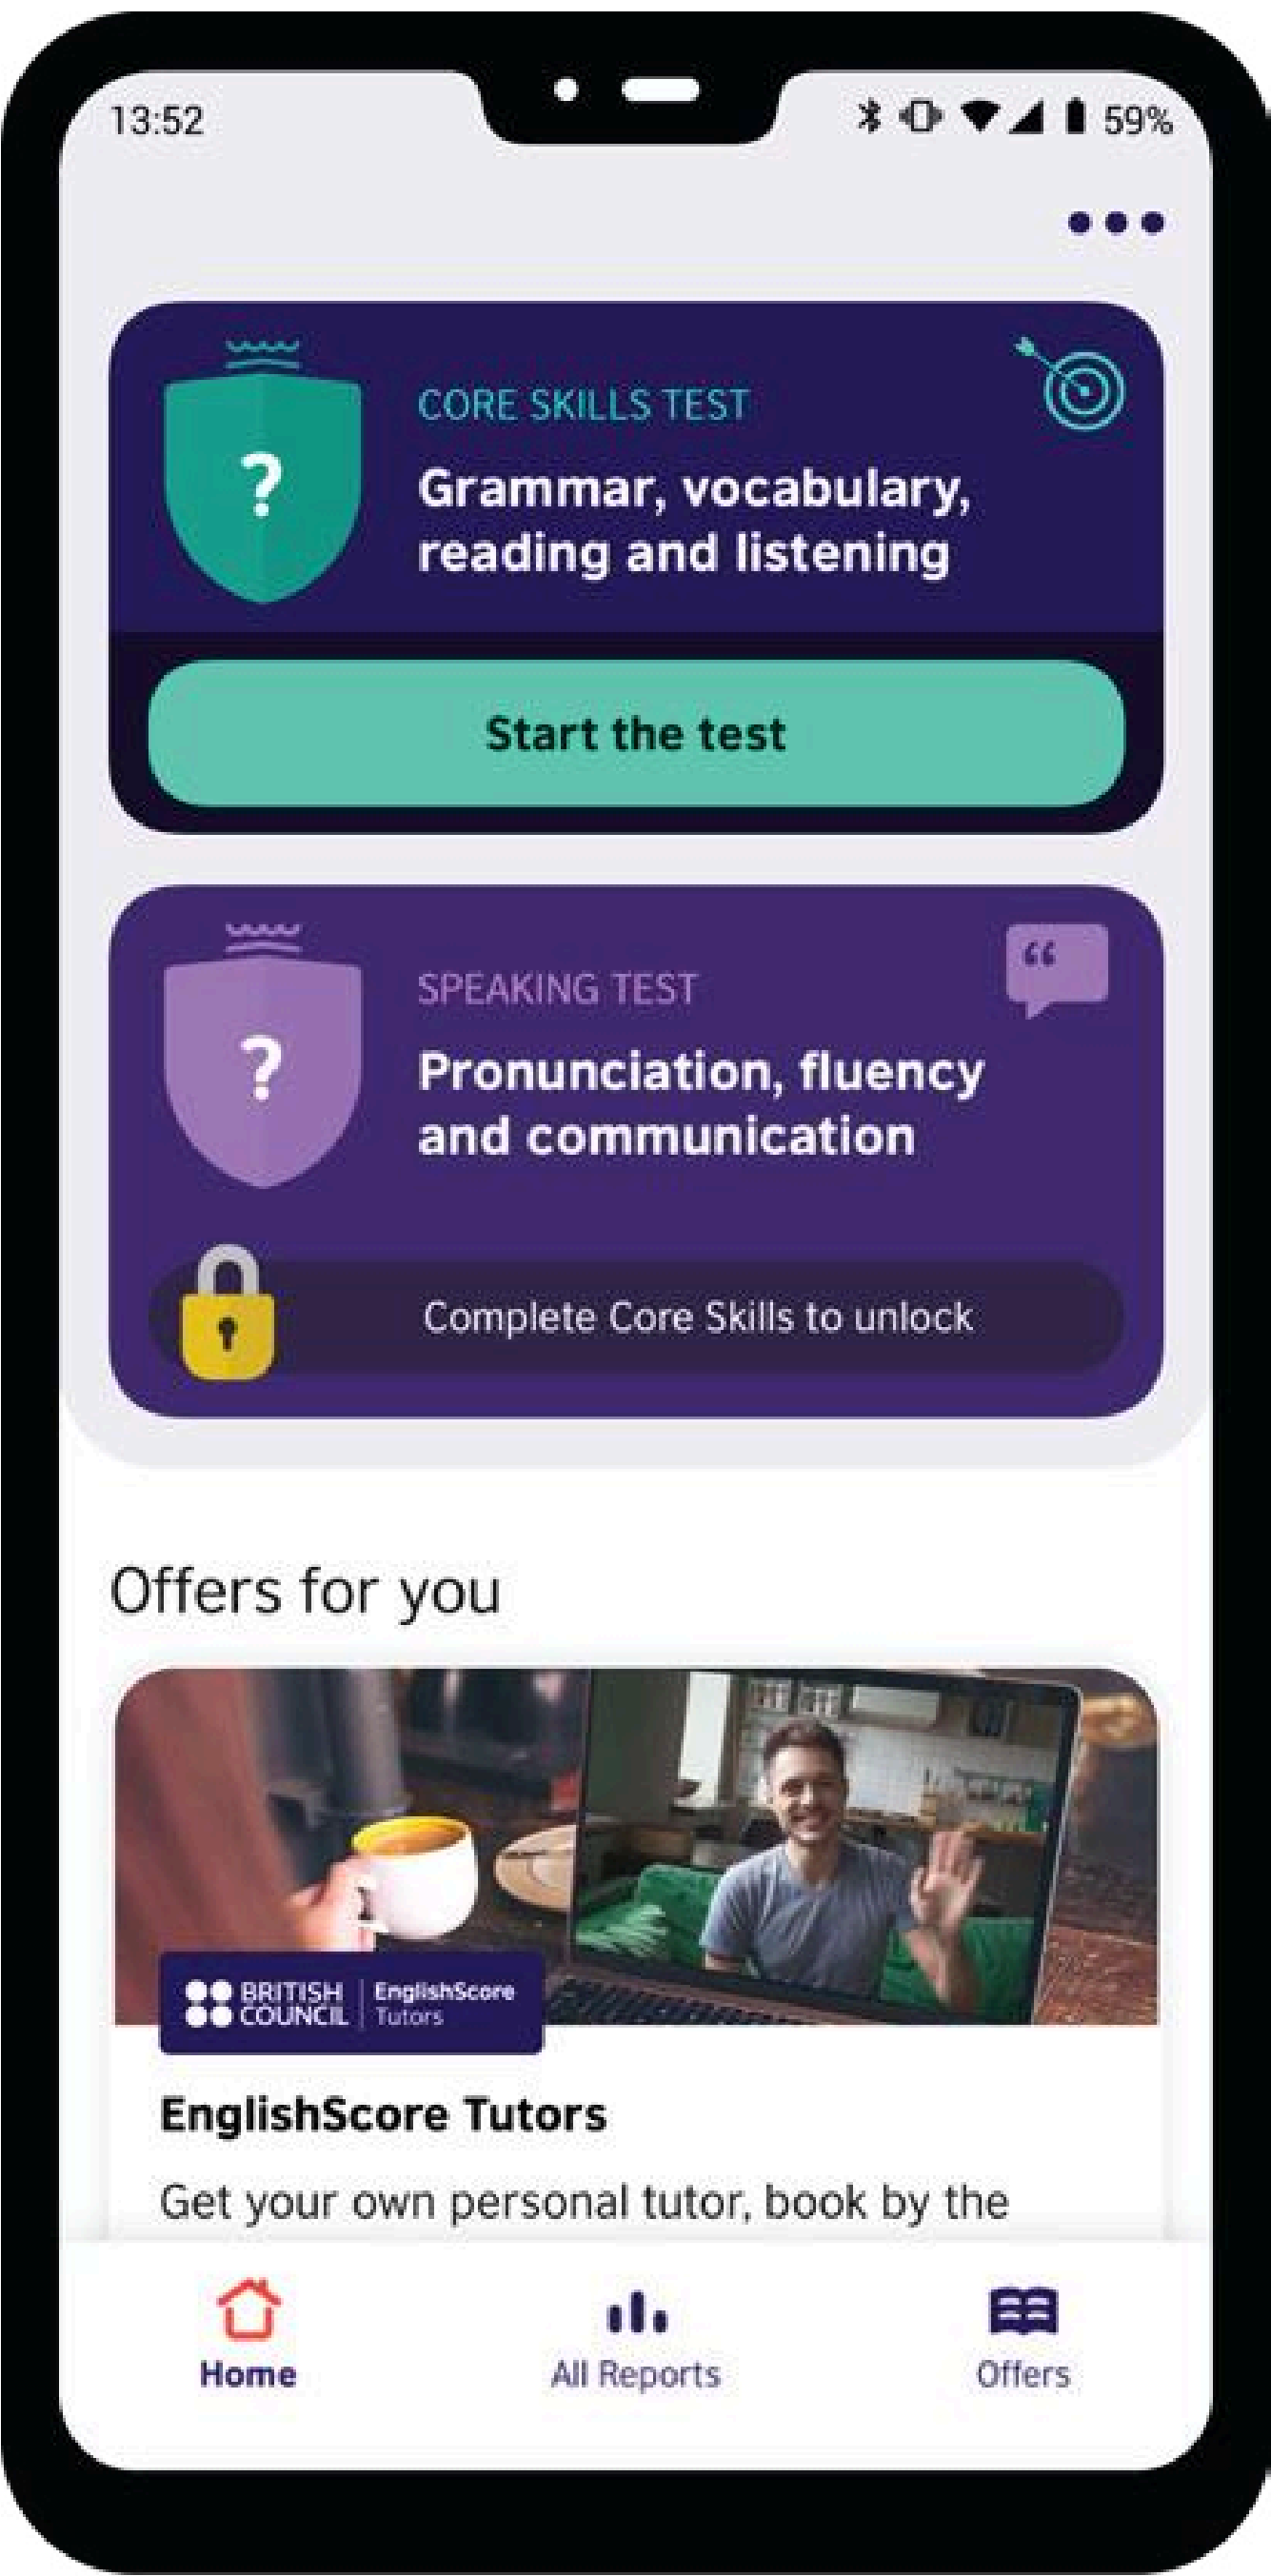 13:52 59%
CORE SKILLS TEST
Grammar, vocabulary,
reading and listening
?
Start the test
SPEAKING TEST
“
Pronunciation, fluency
and communication
?
Complete Core Skills to unlock
Offers for you
BRITISH
COUNCIL
EnglishScore
Tutors
EnglishScore Tutors
Get your own personal tutor, book by the
Home
All Reports
Offers